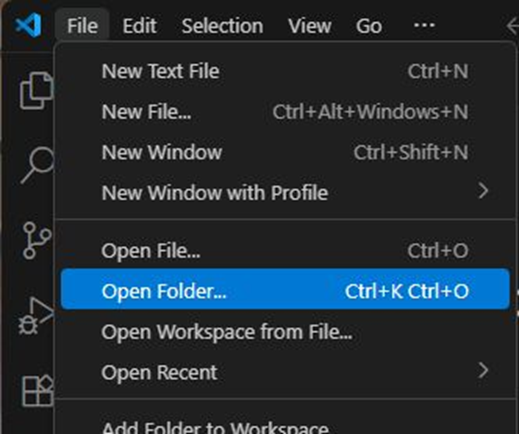 File Edit Selection View Go ...
New Text File Ctrl+N
New File... Ctrl+Alt+Windows+N
New Window Ctrl+Shift+N
New Window with Profile
Open File... Ctrl+O
Open Folder... Ctrl+K Ctrl+O
Open Workspace from File...
Open Recent
Add Folder to Workspace